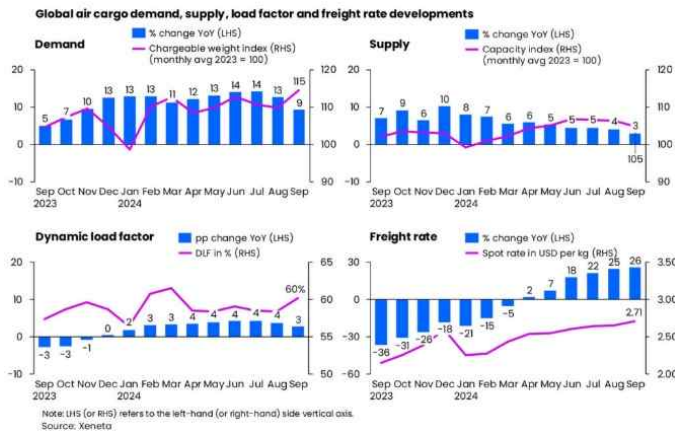 Global air cargo demand, supply, load factor and freight rate developments
Demand
% change YoY (LHS)
Chargeable weight index (RHS)
(monthly avg 2023 = 100)
20 10 0 -10
5 7 10 13 13 13 11 12 13 14 14 13 9
115
120 110 100 90
Sep Oct Nov Dec Jan Feb Mar Apr May Jun Jul Aug Sep
2023 2024
Supply
% change YoY (LHS)
Capacity index (RHS)
(monthly avg 2023 = 100)
20 10 0 -10
7 9 6 10 8 7 6 6 5 5 5 4 3
105
120 110 100 90
Sep Oct Nov Dec Jan Feb Mar Apr May Jun Jul Aug Sep
2023 2024
Dynamic load factor
pp change YoY (LHS)
DLF in % (RHS)
20 10 0 -10
-3 -3 -1 0 2 3 3 3 4 4 4 4 3
60%
65 60 55 50
Sep Oct Nov Dec Jan Feb Mar Apr May Jun Jul Aug Sep
2023 2024
Freight rate
% change YoY (LHS)
Spot rate in USD per kg (RHS)
30 0 -30 -60
-36 -31 -26 -18 -21 -15 -5 2 7 18 22 25 26
2.71
3.50 3.00 2.50 2.00
Sep Oct Nov Dec Jan Feb Mar Apr May Jun Jul Aug Sep
2023 2024
Note: LHS (or RHS) refers to the left-hand (or right-hand) side vertical axis.
Source: Xeneta